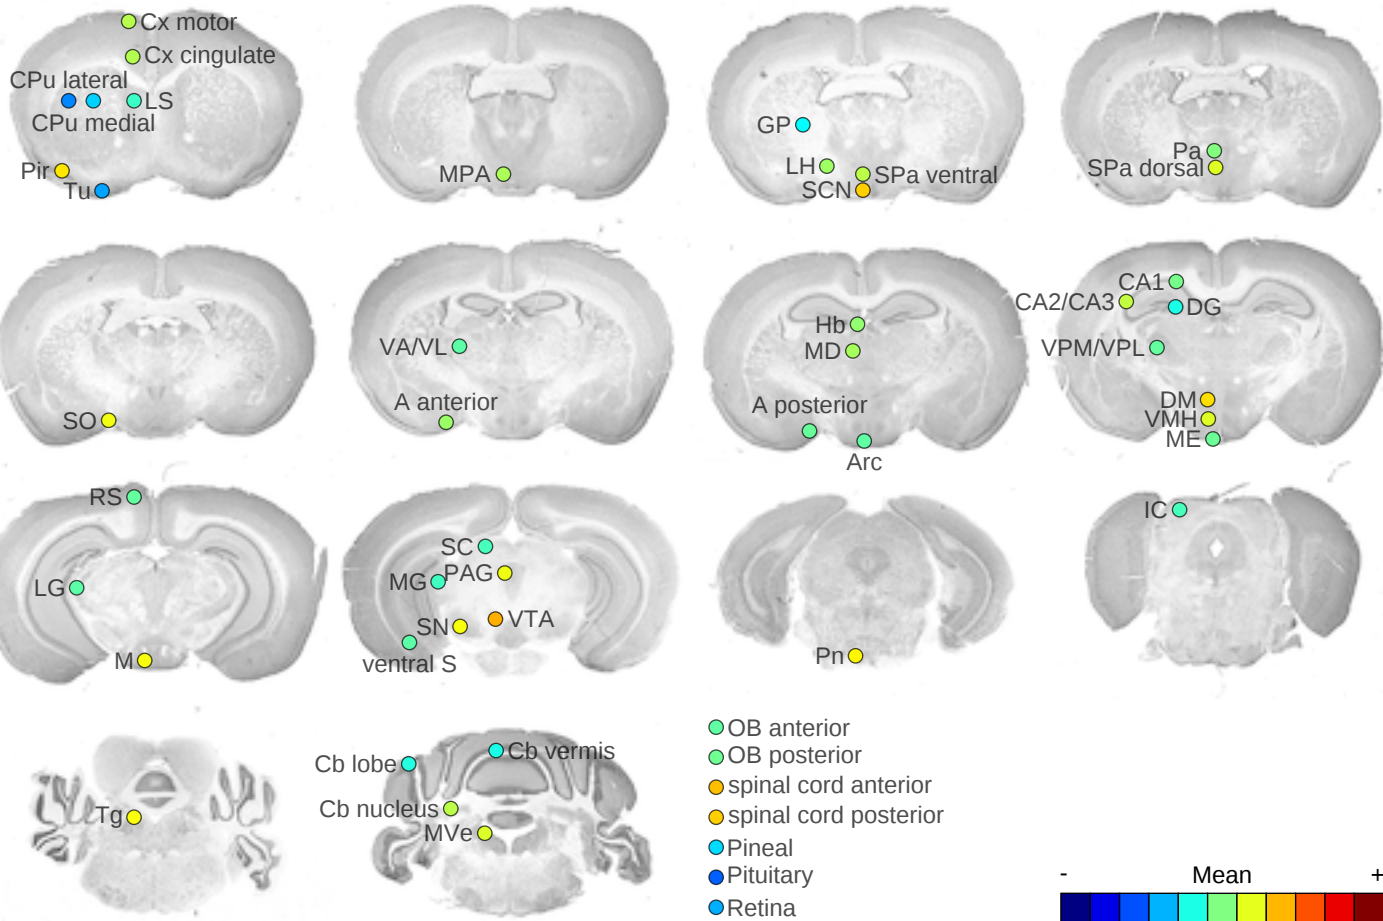 Cx motor
Cx cingulate
CPu lateral
LS
CPu medial
Pir
Tu
MPA
GP
LH
SPa ventral
SCN
Pa
SPa dorsal
SO
VA/VL
A anterior
Hb
MD
A posterior
Arc
CA1
CA2/CA3
DG
VPM/VPL
DM
VMH
ME
RS
LG
M
SC
MG
PAG
SN
VTA
ventral S
Pn
IC
Tg
Cb lobe
Cb vermis
Cb nucleus
MVe
OB anterior
OB posterior
spinal cord anterior
spinal cord posterior
Pineal
Pituitary
Retina
- Mean +